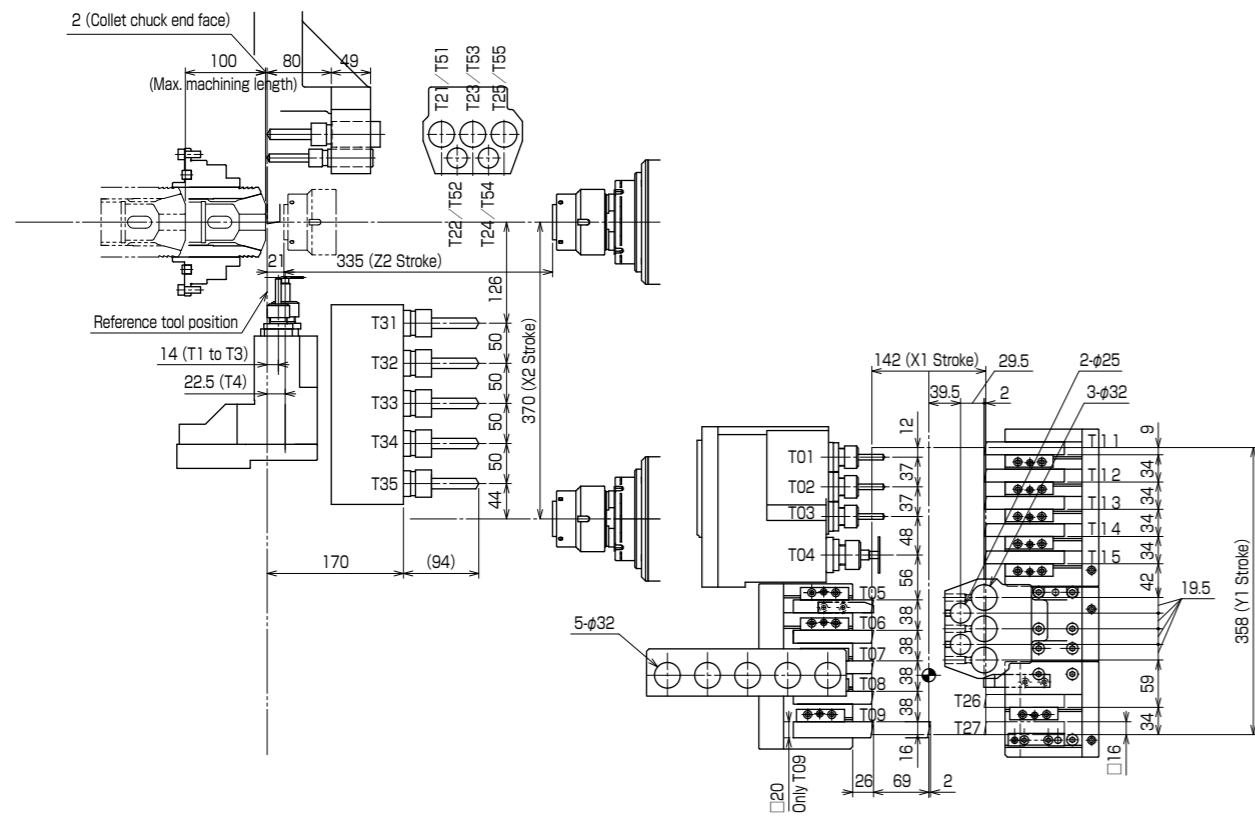 2 (Collet chuck end face)
100
80
49
(Max. machining length)
T21/T51
T23/T53
T25/T55
T22/T52
T24/T54
21
335 (Z2 Stroke)
126
Reference tool position
T31
14 (T1 to T3)
50
T32
22.5 (T4)
50
370 (X2 Stroke)
T33
50
T34
50
T35
44
170
(94)
142 (X1 Stroke)
29.5
2-φ25
39.5
2
3-φ32
12
9
T01
37
T11
34
T02
37
T12
34
T03
T13
34
48
T14
34
T04
T15
56
42
T05
19.5
5-φ32
38
T06
38
T07
38
T08
38
T09
16
358 (Y1 Stroke)
59
T26
34
T27
□16
□20
Only T09
26
69
2